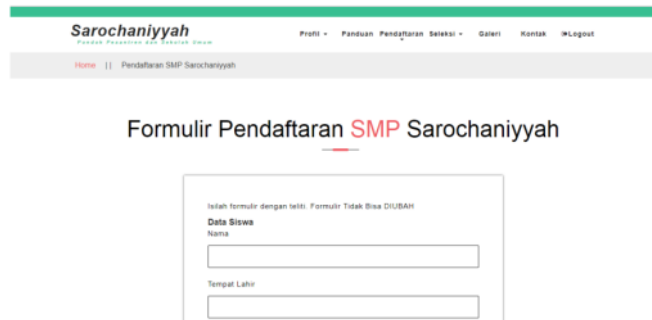 Sarochaniyyah
Pondok Pesantren dan Sekolah Umum
Profil Panduan Pendaftaran Seleksi Galeri Kontak Logout
Home || Pendaftaran SMP Sarochaniyyah
Formulir Pendaftaran SMP Sarochaniyyah
Isilah formulir dengan teliti. Formulir Tidak Bisa DIUBAH
Data Siswa
Nama
Tempat Lahir